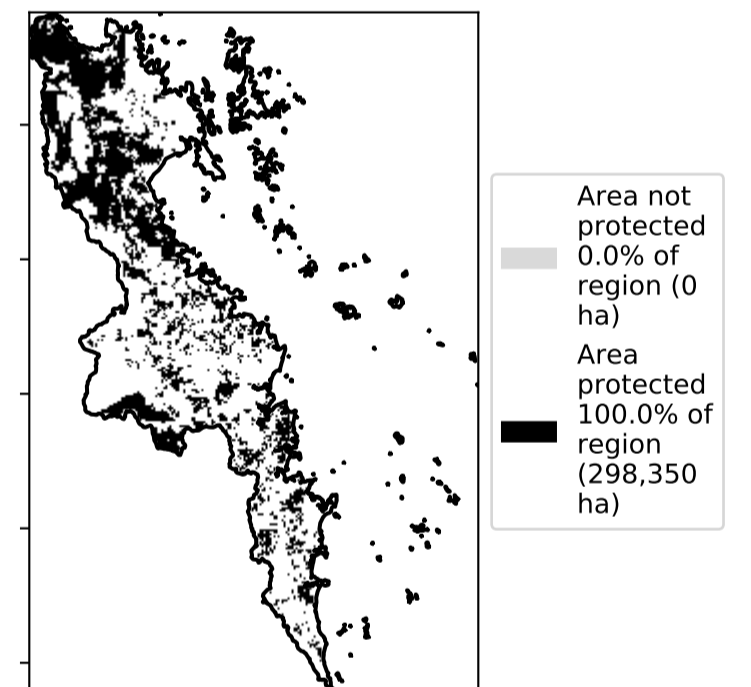 Area not
protected
0.0% of
region (0
ha)
Area
protected
100.0% of
region
(298,350
ha)